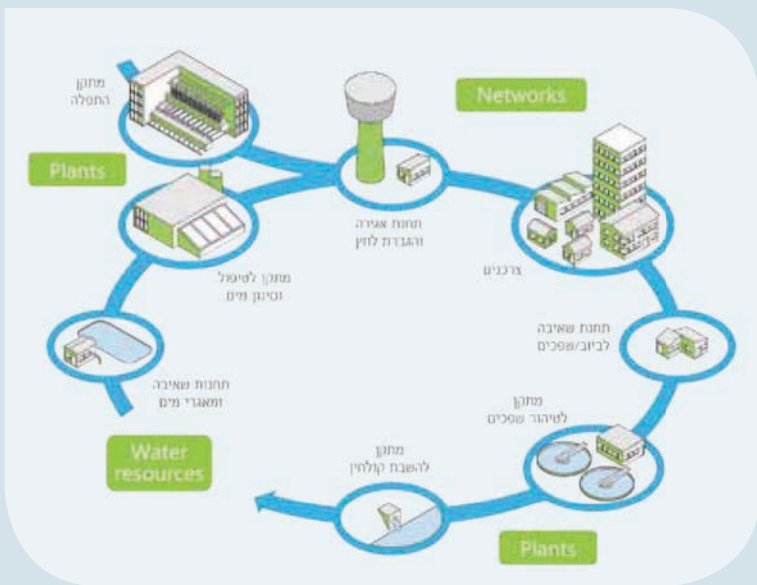 מתקן
התפלה
Networks
Plants
תחנת אגירה
והגברת לחץ
מתקן לטיפול
וסינון מים
צרכנים
תחנת שאיבה
לביוב/שפכים
תחנות שאיבה
ומאגרי מים
מתקן
לטיהור שפכים
Water
resources
מתקן
להשבת קולחין
Plants